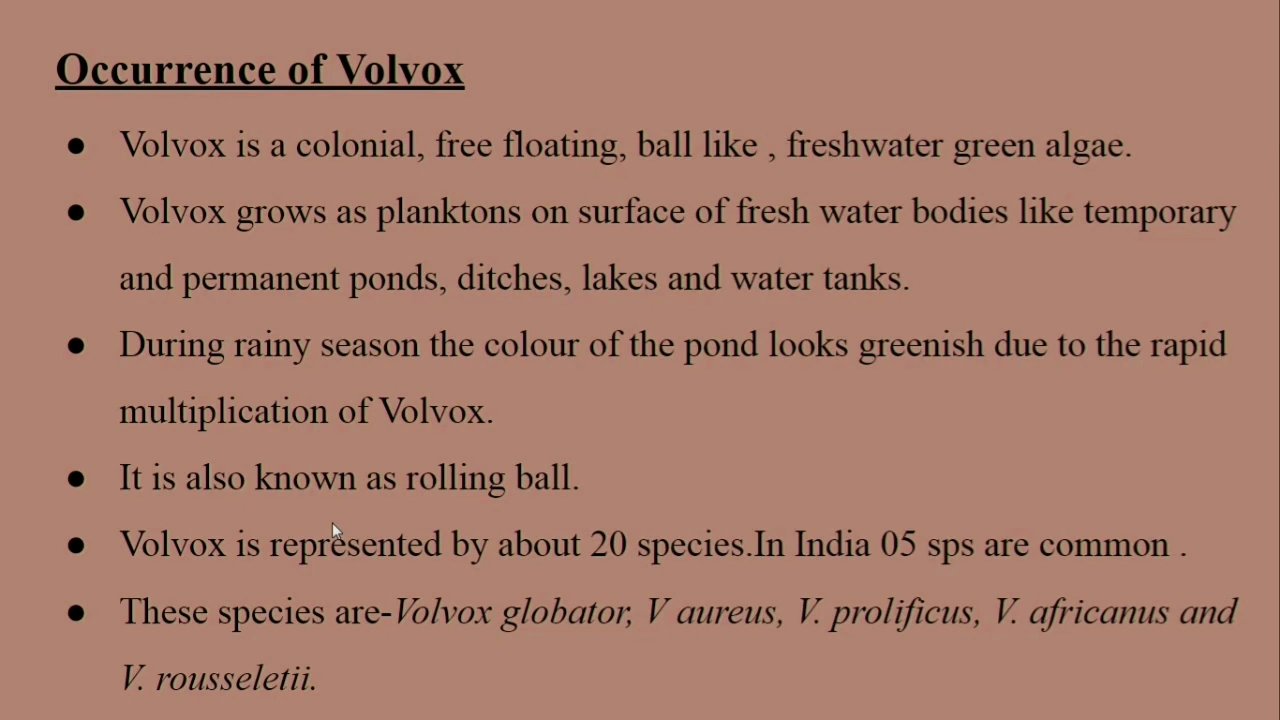 Occurrence of Volvox
● Volvox is a colonial, free floating, ball like , freshwater green algae.
● Volvox grows as planktons on surface of fresh water bodies like temporary
and permanent ponds, ditches, lakes and water tanks.
● During rainy season the colour of the pond looks greenish due to the rapid
multiplication of Volvox.
● It is also known as rolling ball.
● Volvox is represented by about 20 species.In India 05 sps are common .
● These species are-Volvox globator, V aureus, V. prolificus, V. africanus and
V. rousseletii.